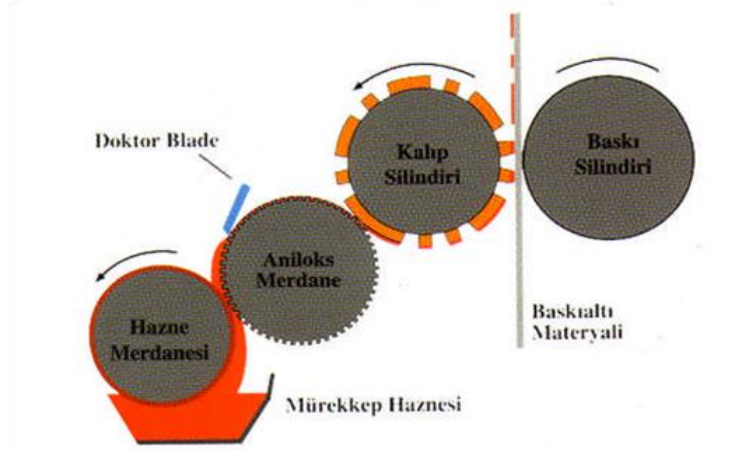 Doktor Blade
Kalıp
Silindiri
Baskı
Silindiri
Aniloks
Merdane
Hazne
Merdanesi
Baskıaltı
Materyali
Mürekkep Haznesi